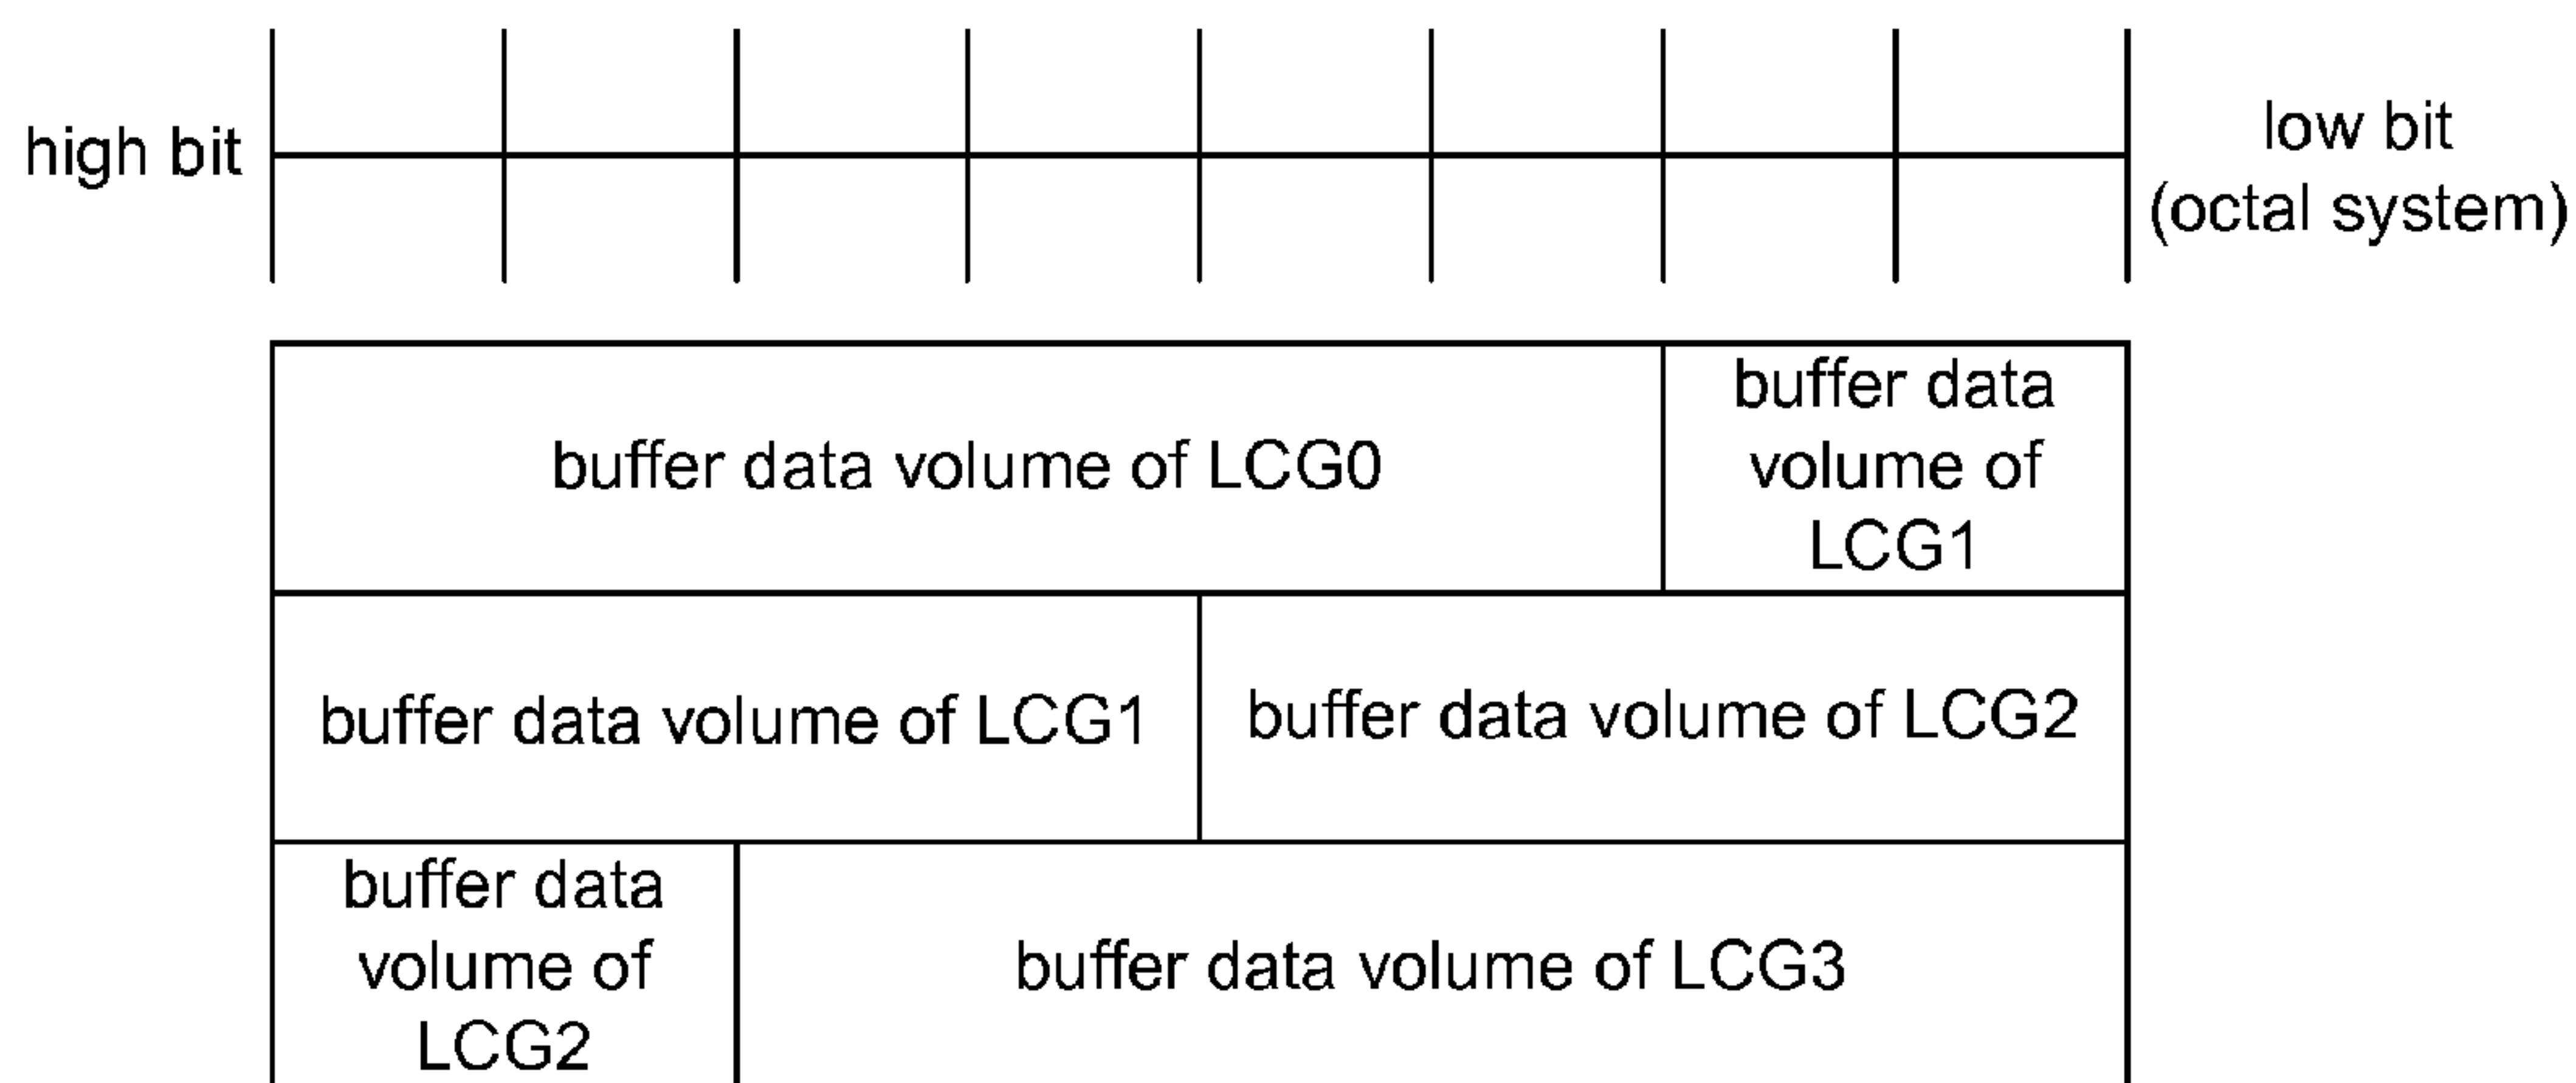 high bit
low bit
(octal system)
buffer data volume of LCG0
buffer data
volume of
LCG1
buffer data volume of LCG1
buffer data volume of LCG2
buffer data
volume of
LCG2
buffer data volume of LCG3